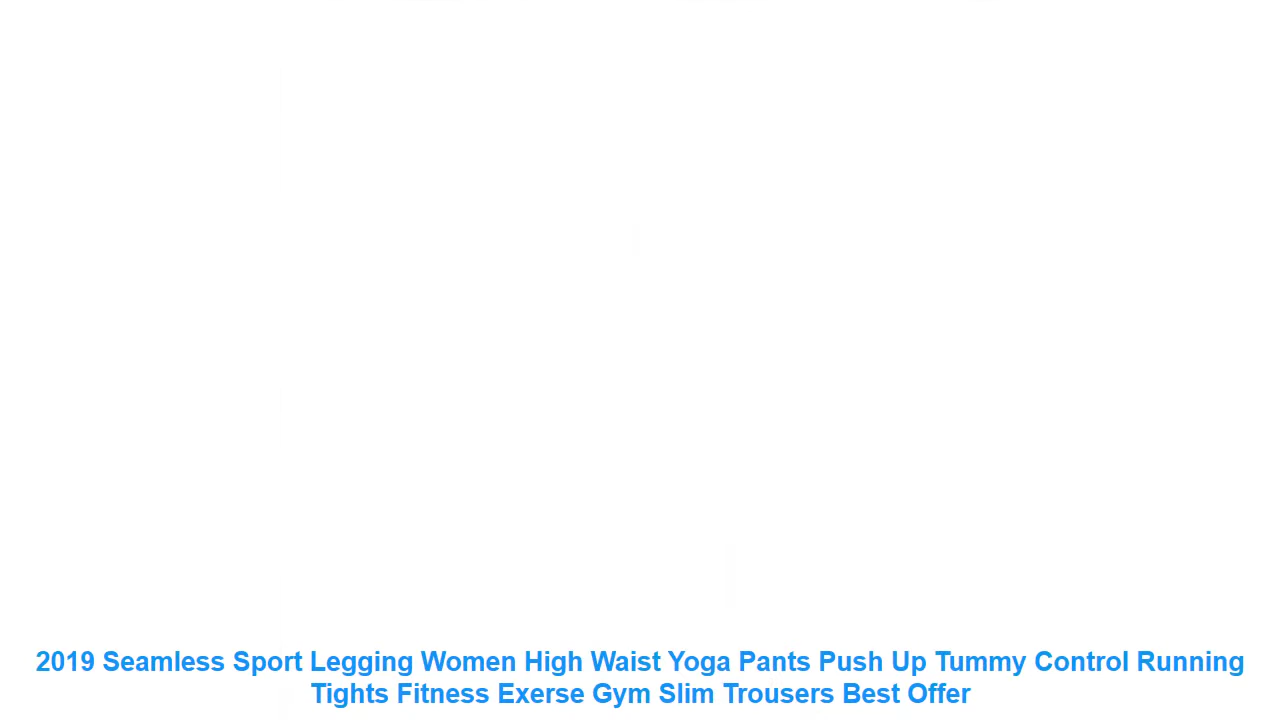 2019 Seamless Sport Legging Women High Waist Yoga Pants Push Up Tummy Control Running
Tights Fitness Exerse Gym Slim Trousers Best Offer